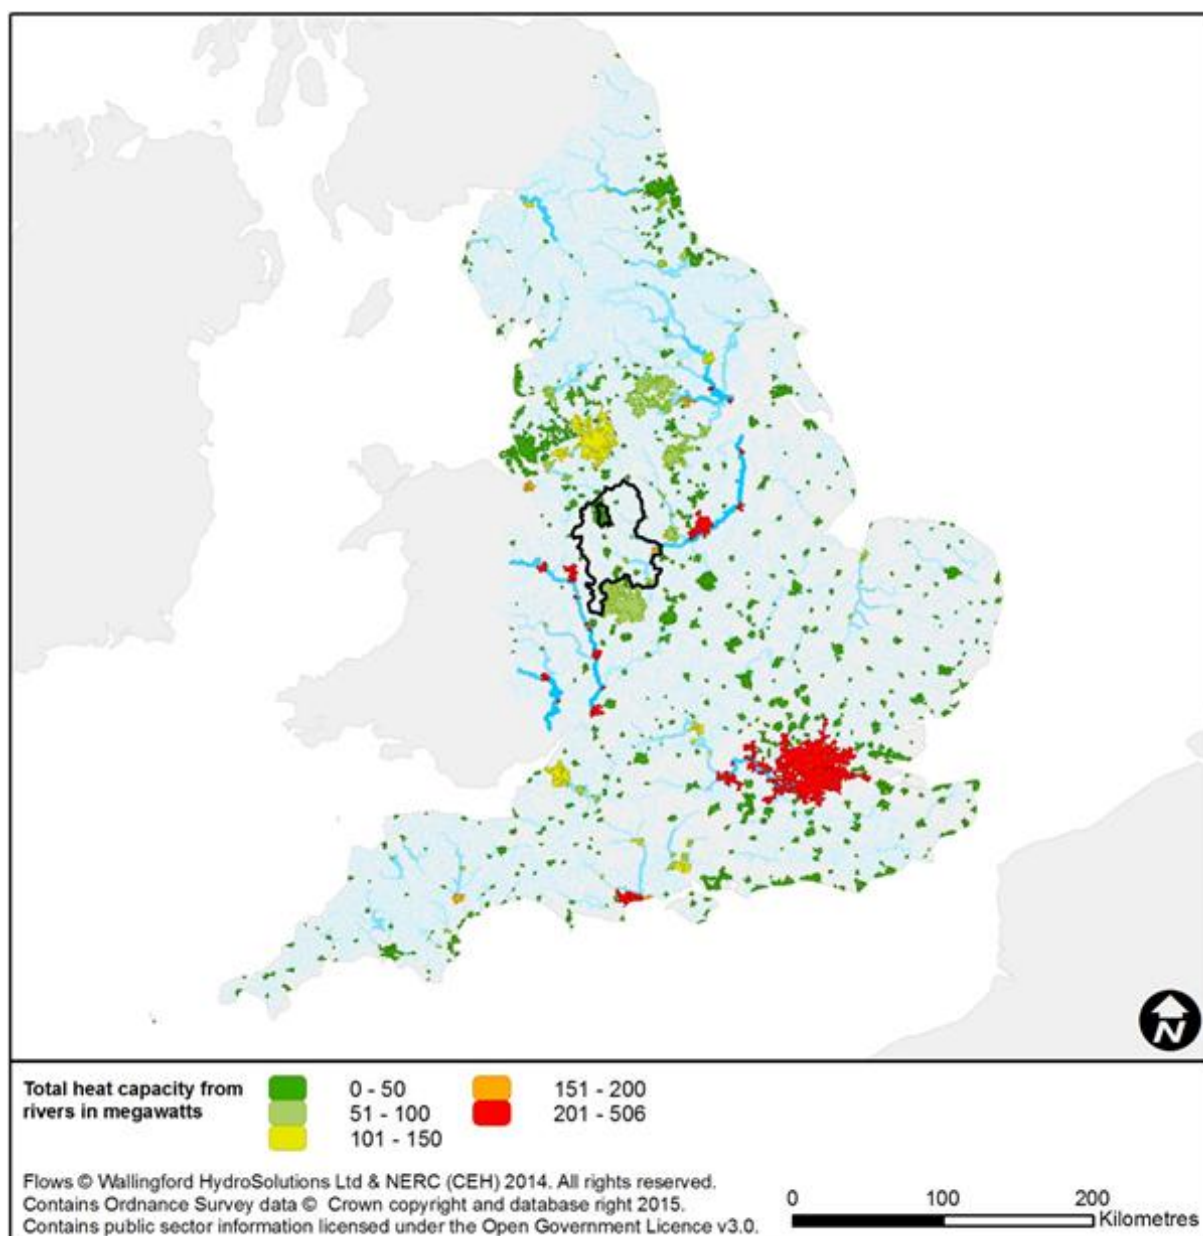 N
Total heat capacity from
rivers in megawatts
0 - 50
51 - 100
101 - 150
151 - 200
201 - 506
Flows © Wallingford HydroSolutions Ltd & NERC (CEH) 2014. All rights reserved.
Contains Ordnance Survey data © Crown copyright and database right 2015.
Contains public sector information licensed under the Open Government Licence v3.0.
0 100 200
Kilometres